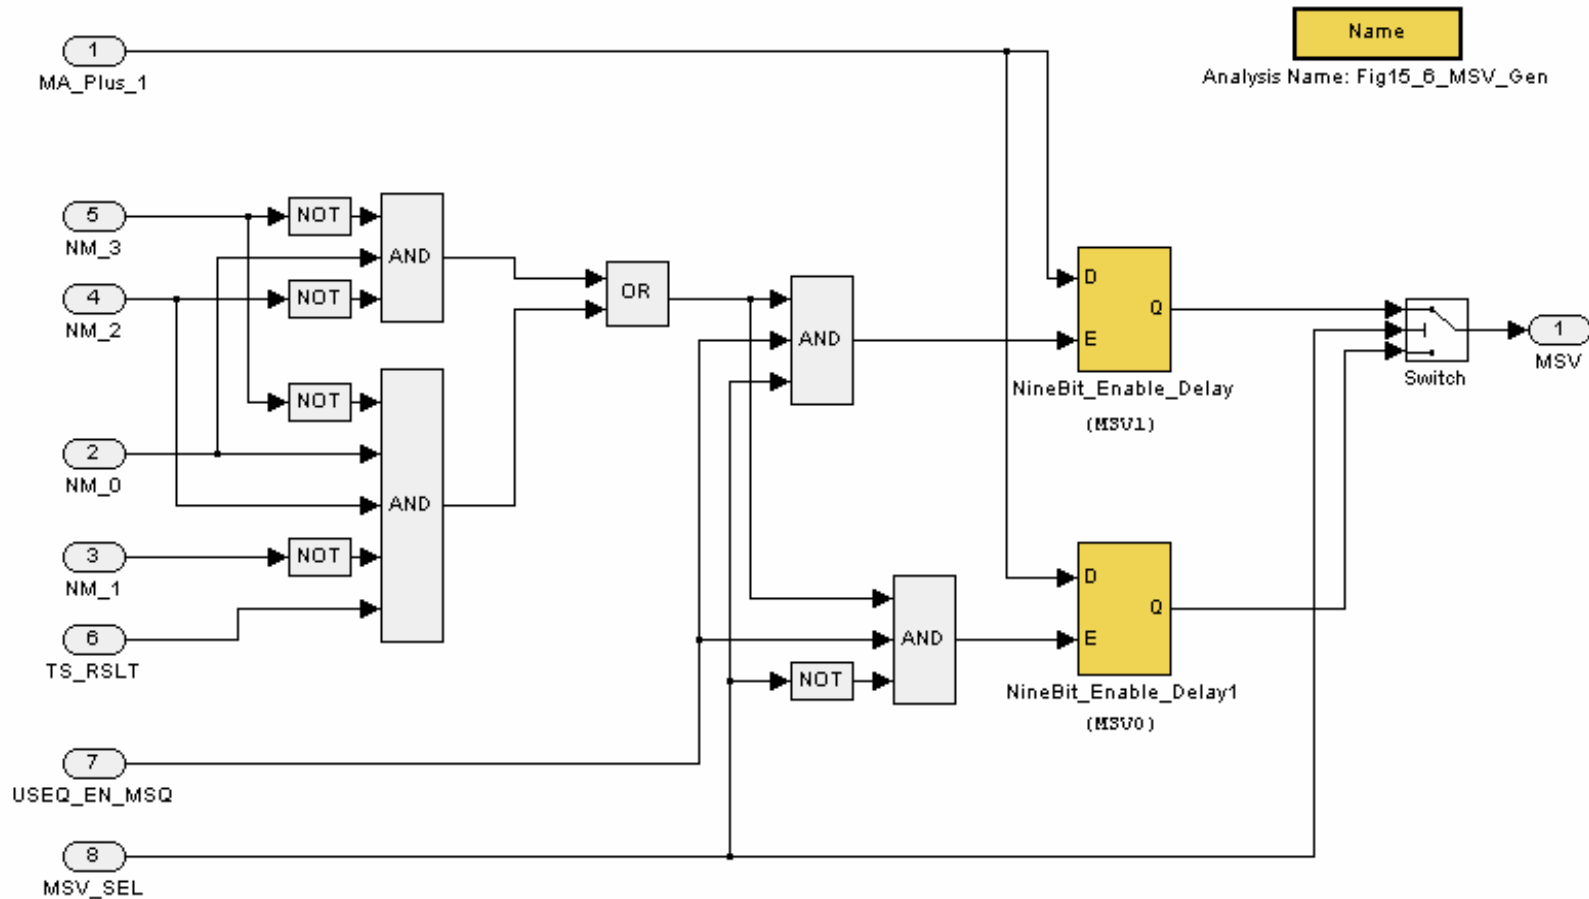 Name
Analysis Name: Fig15_6_MSV_Gen
1
MA_Plus_1
5
NM_3
NOT
AND
4
NM_2
NOT
OR
AND
D
Q
E
NineBit_Enable_Delay
(MSV1)
Switch
1
MSV
NOT
2
NM_0
AND
3
NM_1
NOT
6
TS_RSLT
AND
NOT
D
Q
E
NineBit_Enable_Delay1
(MSV0)
7
USEQ_EN_MSQ
8
MSV_SEL